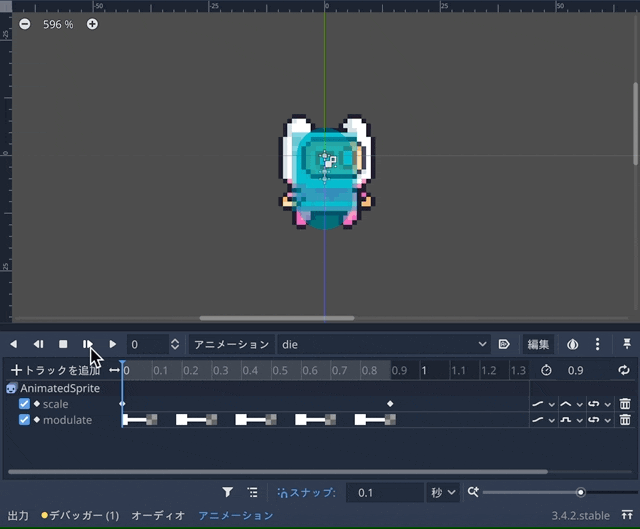 -50 -25 0 25 50
-25
596 %
0
25
0 アニメーション die 編集
トラックを追加 0 0.1 0.2 0.3 0.4 0.5 0.6 0.7 0.8 0.9 1 1.1 1.2 1.3 0.9
AnimatedSprite
scale
modulate
スナップ: 0.1 秒
出力 デバッガー (1) オーディオ アニメーション 3.4.2.stable